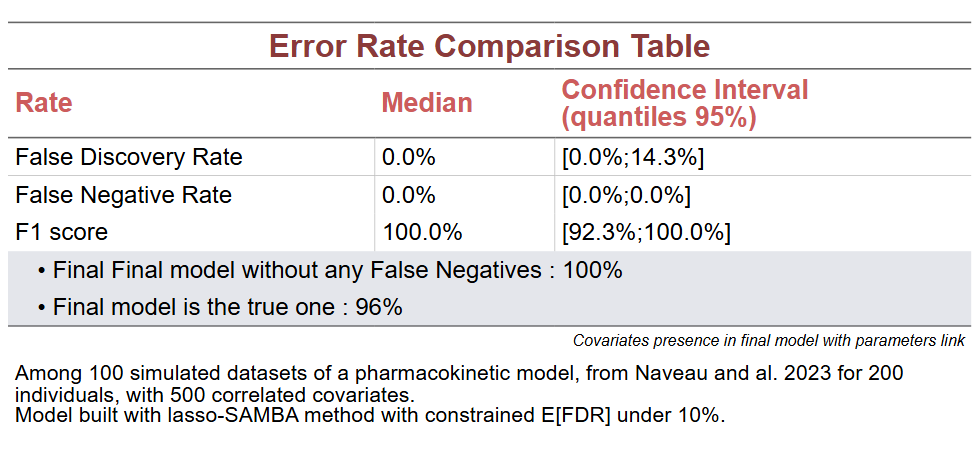 Error Rate Comparison Table
Rate Median Confidence Interval
(quantiles 95%)
False Discovery Rate 0.0% [0.0%;14.3%]
False Negative Rate 0.0% [0.0%;0.0%]
F1 score 100.0% [92.3%;100.0%]
• Final Final model without any False Negatives : 100%
• Final model is the true one : 96%
Covariates presence in final model with parameters link
Among 100 simulated datasets of a pharmacokinetic model, from Naveau and al. 2023 for 200
individuals, with 500 correlated covariates.
Model built with lasso-SAMBA method with constrained E[FDR] under 10%.